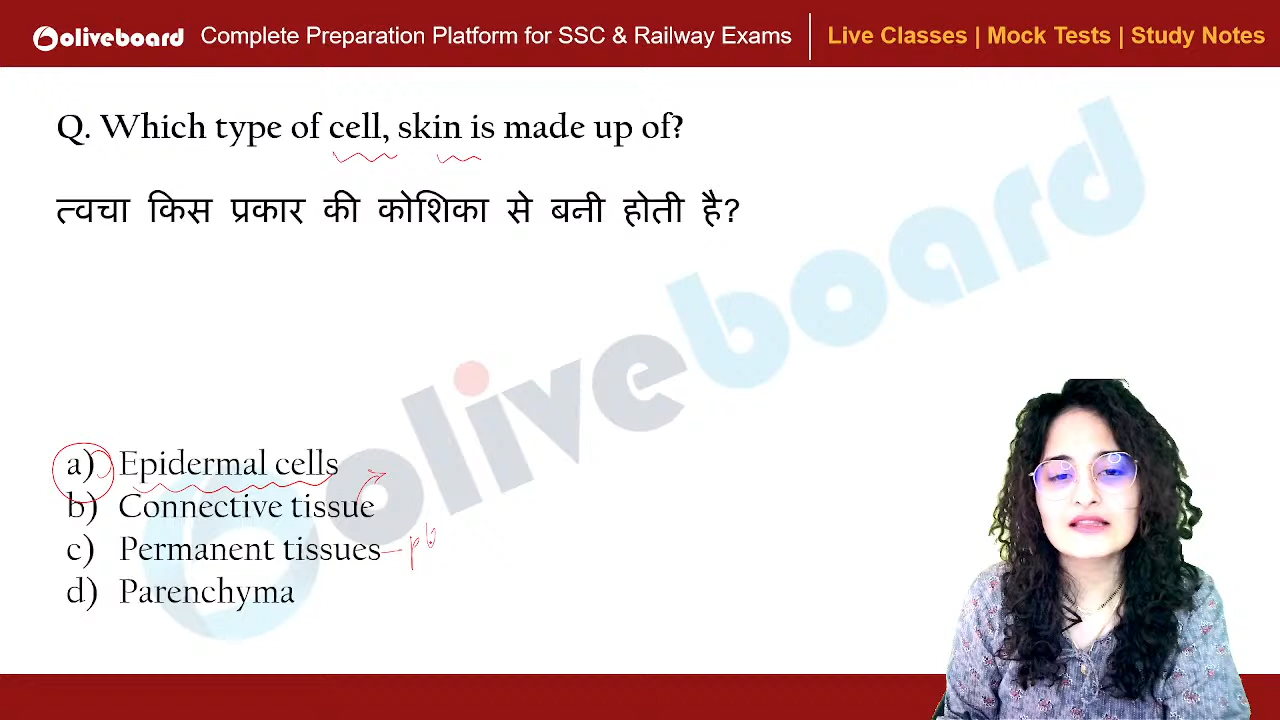 oliveboard Complete Preparation Platform for SSC & Railway Exams Live Classes | Mock Tests | Study Notes
Q. Which type of cell, skin is made up of?
त्वचा किस प्रकार की कोशिका से बनी होती है?
oliveboard
a) Epidermal cells
b) Connective tissue
c) Permanent tissues
d) Parenchyma